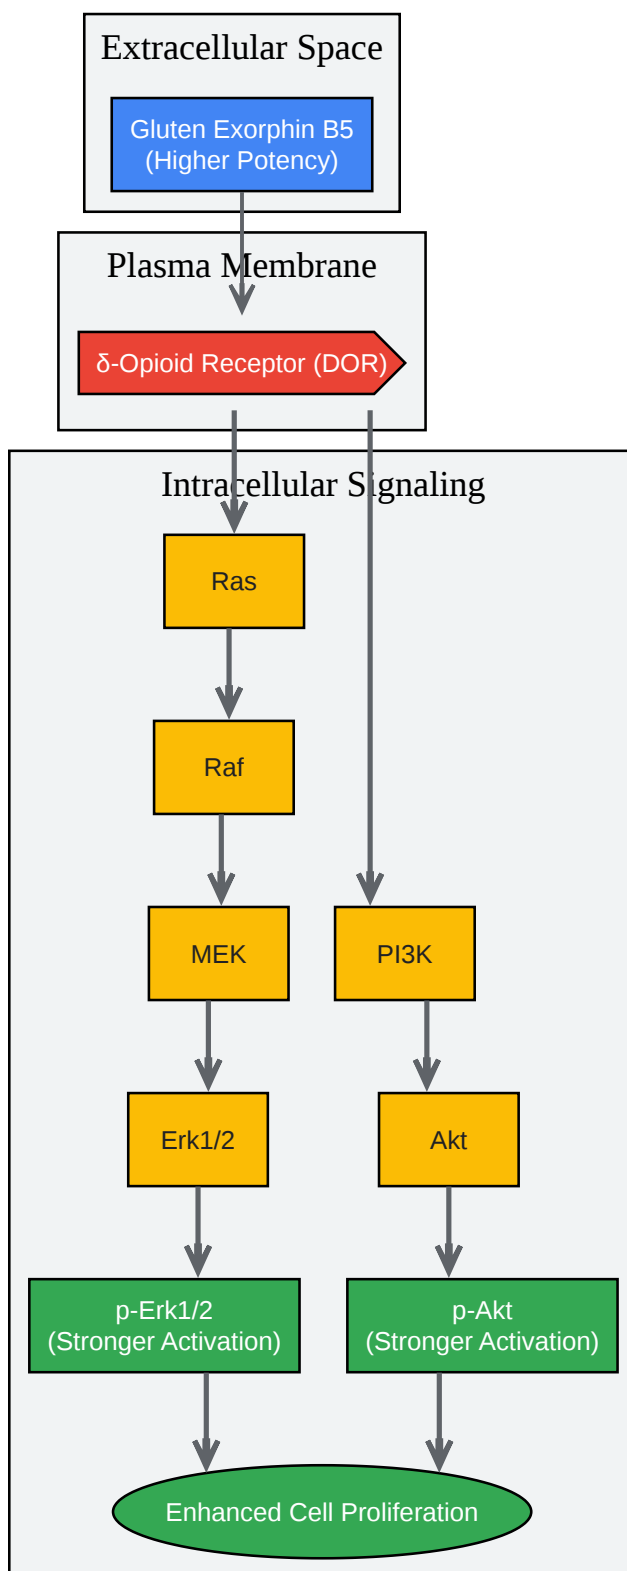 Extracellular Space
Gluten Exorphin B5
(Higher Potency)
Plasma Membrane
δ-Opioid Receptor (DOR)
Intracellular Signaling
Ras
Raf
MEK
PI3K
Erk1/2
Akt
p-Erk1/2
(Stronger Activation)
p-Akt
(Stronger Activation)
Enhanced Cell Proliferation